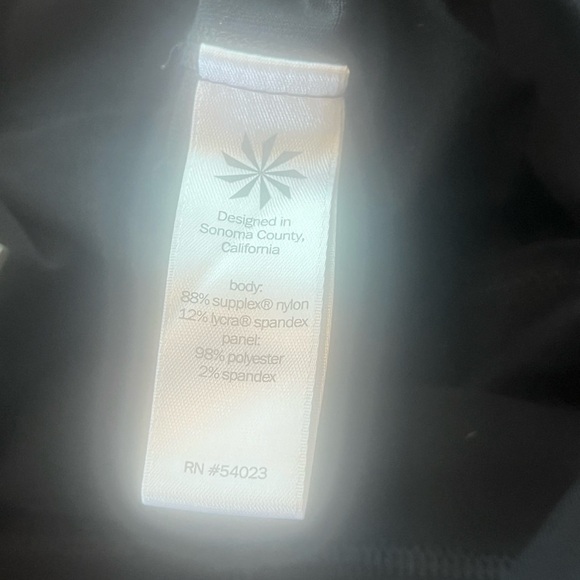 Designed in
Sonoma County,
California
body:
88% supplex® nylon
12% lycra® spandex
panel:
98% polyester
2% spandex
RN #54023